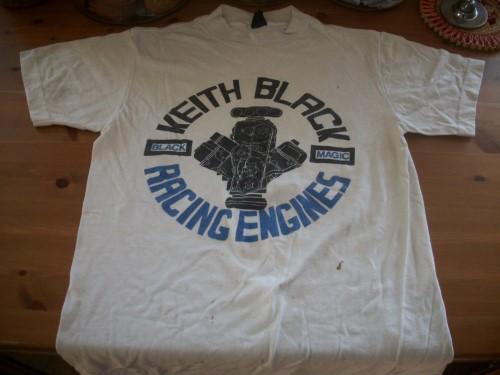 KEITH BLACK
BLACK MAGIC
RACING ENGINES